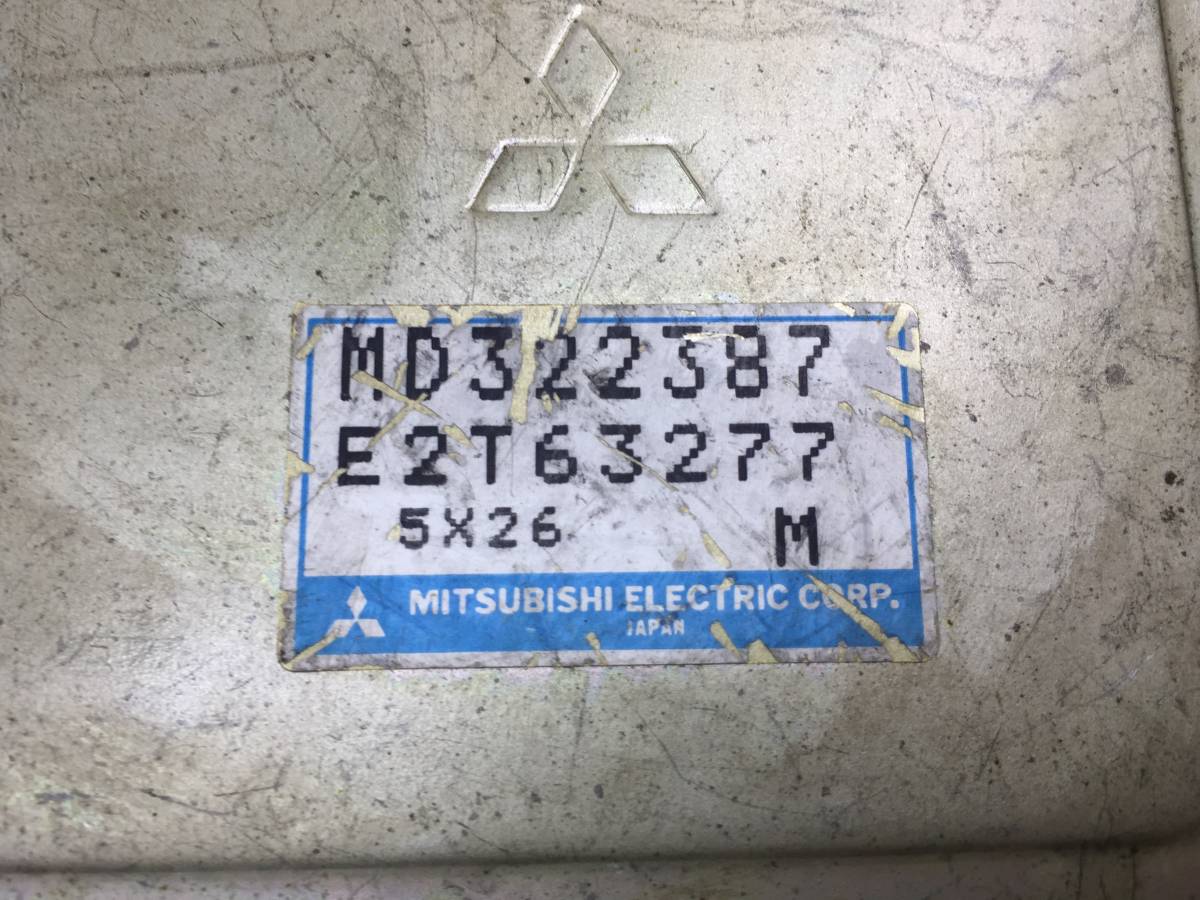 MD322387
E2T63277
5X26 M
MITSUBISHI ELECTRIC CORP.
JAPAN